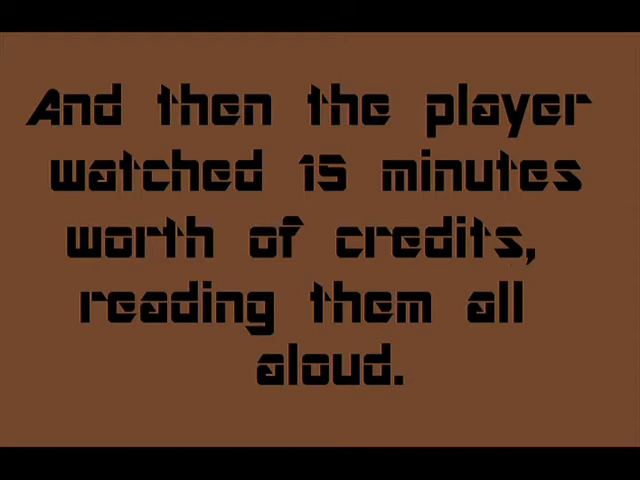 And then the player
watched 15 minutes
worth of credits,
reading them all
aloud.